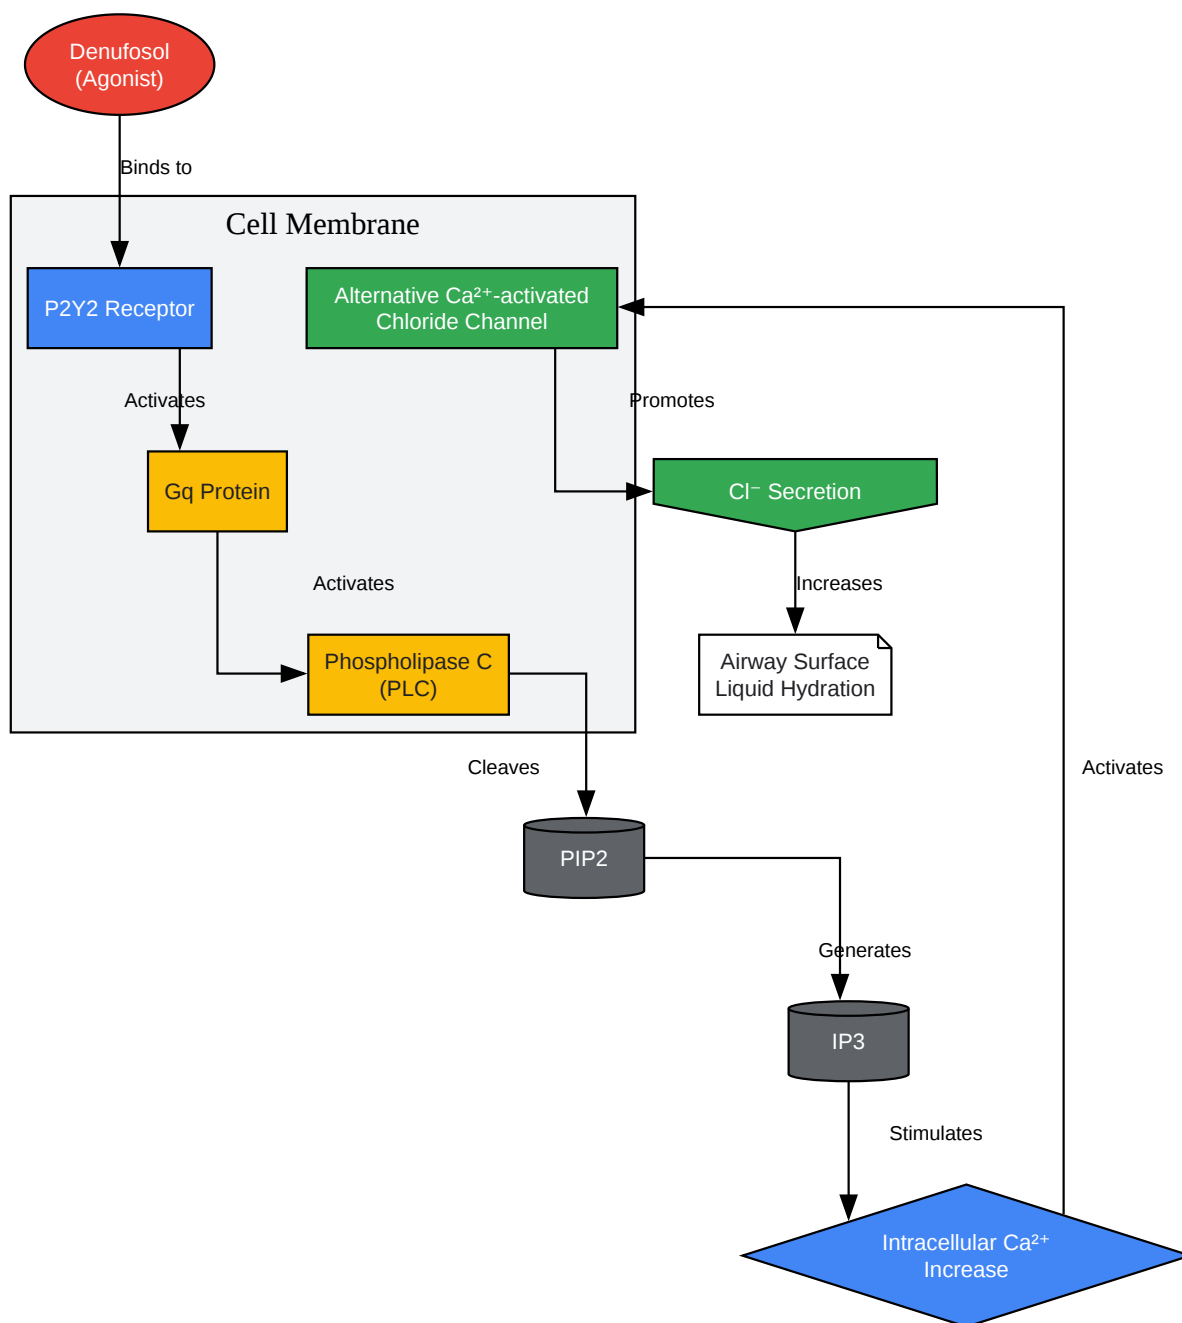 Denufosol
(Agonist)
Binds to
Cell Membrane
P2Y2 Receptor
Alternative Ca²⁺-activated
Chloride Channel
Activates
Promotes
Gq Protein
Cl⁻ Secretion
Activates
Increases
Phospholipase C
(PLC)
Airway Surface
Liquid Hydration
Cleaves
Activates
PIP2
Generates
IP3
Stimulates
Intracellular Ca²⁺
Increase